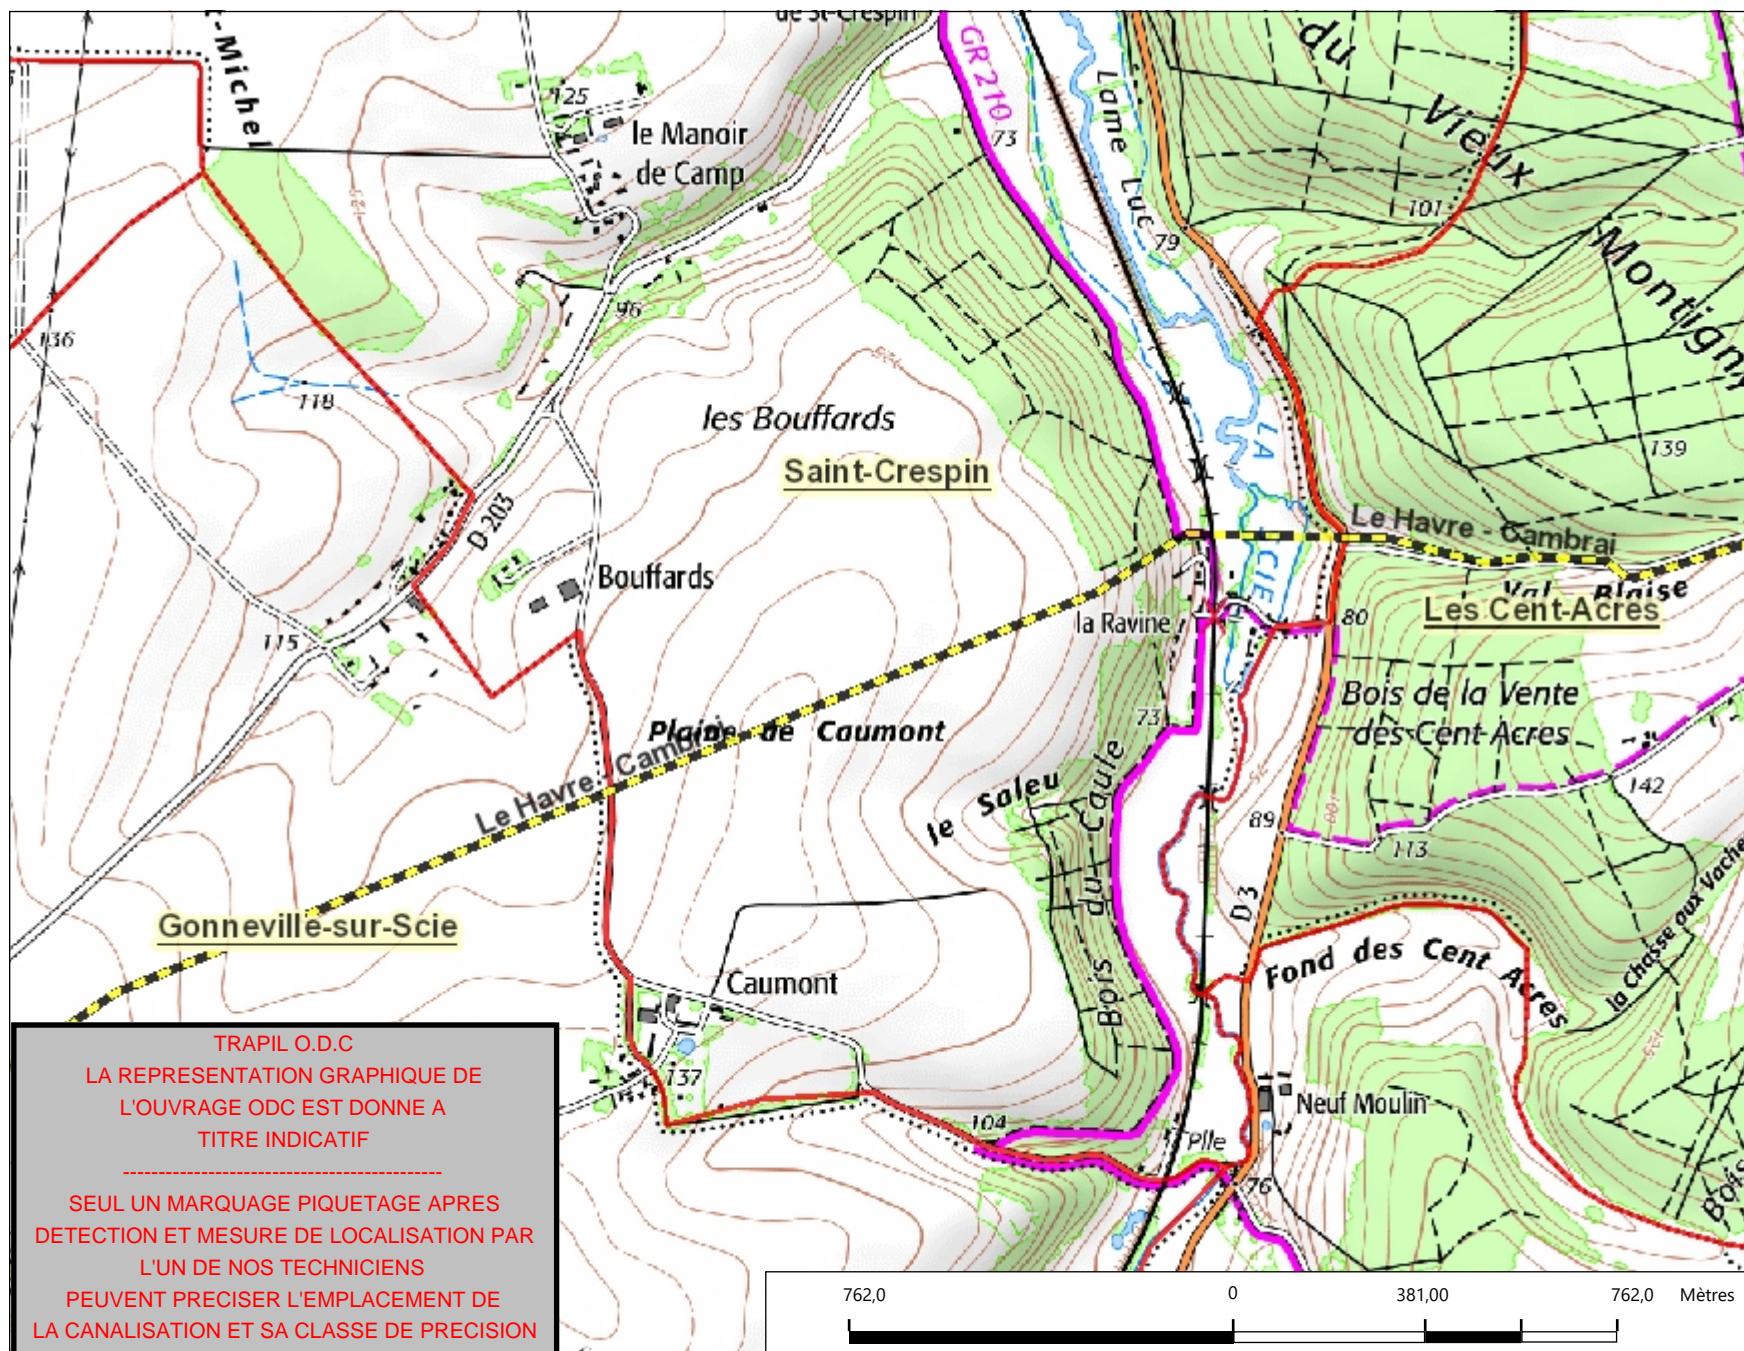 t-Michel
de St-Crespin
GR 210
Lame
Luc
du
Vieux
Montigny
125
le Manoir
de Camp
73
79
101
96
136
118
125
les Bouffards
139
Saint-Crespin
LA
SCIE
Le Havre - Cambrai
D 203
Bouffards
Val Blaise
Les Cent-Acres
115
la Ravine
80
Bois de la Vente
des Cent Acres
73
Plaine de Caumont
Le Havre - Cambrai
75
100
142
le Saleu
89
113
Bois du Caule
D 3
la Chasse aux Vaches
Gonneville-sur-Scie
Fond des Cent Acres
Caumont
125
137
Neuf Moulin
104
Plle
76
Bois
TRAPIL O.D.C
LA REPRESENTATION GRAPHIQUE DE
L'OUVRAGE ODC EST DONNE A
TITRE INDICATIF
-----------------------------------------
SEUL UN MARQUAGE PIQUETAGE APRES
DETECTION ET MESURE DE LOCALISATION PAR
L'UN DE NOS TECHNICIENS
PEUVENT PRECISER L'EMPLACEMENT DE
LA CANALISATION ET SA CLASSE DE PRECISION
762,0 0 381,00 762,0 Mètres